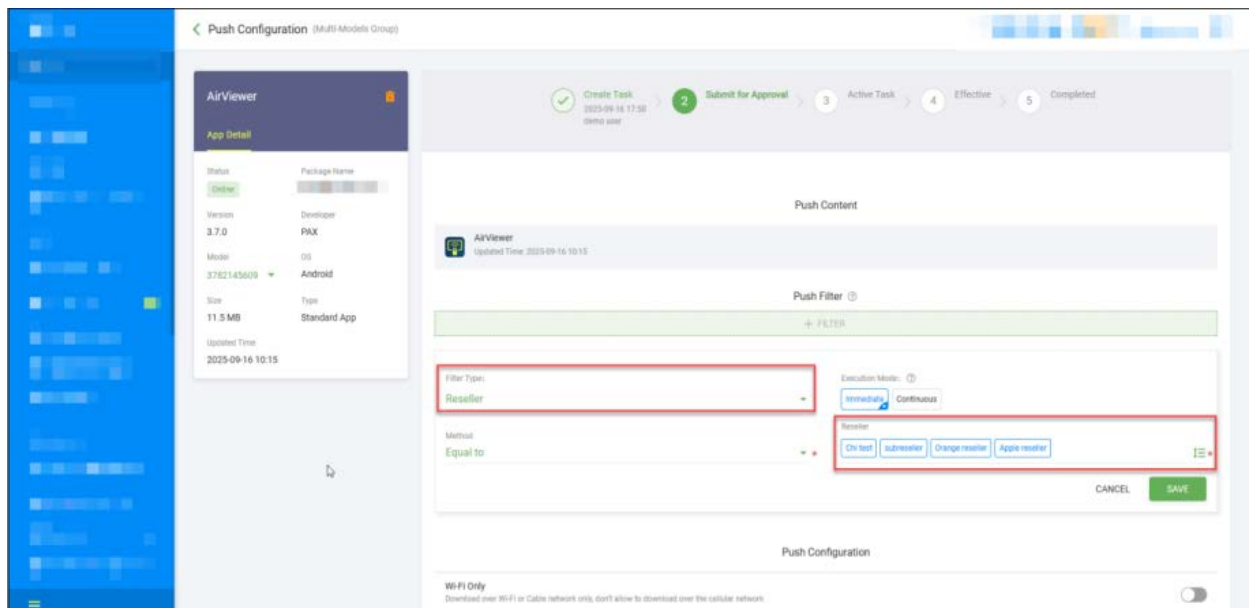 Push Configuration (Multi-Models Group)
AirViewer
App Detail
Status
Package Name
Online
Version
Developer
3.7.0
PAX
Model
OS
3782145609
Android
Size
Type
11.5 MB
Standard App
Updated Time
2025-09-16 10:15
Create Task
2025-09-16 17:50
demo user
2 Submit for Approval
3 Active Task
4 Effective
5 Completed
Push Content
AirViewer
Updated Time: 2025-09-16 10:15
Push Filter
+ FILTER
Filter Type:
Reseller
Execution Mode:
Immediate Continuous
Method
Equal to
Reseller
Chi test subreseller Orange reseller Apple reseller
CANCEL SAVE
Push Configuration
Wi-Fi Only
Download over Wi-Fi or Cable network only, don't allow to download over the cellular network